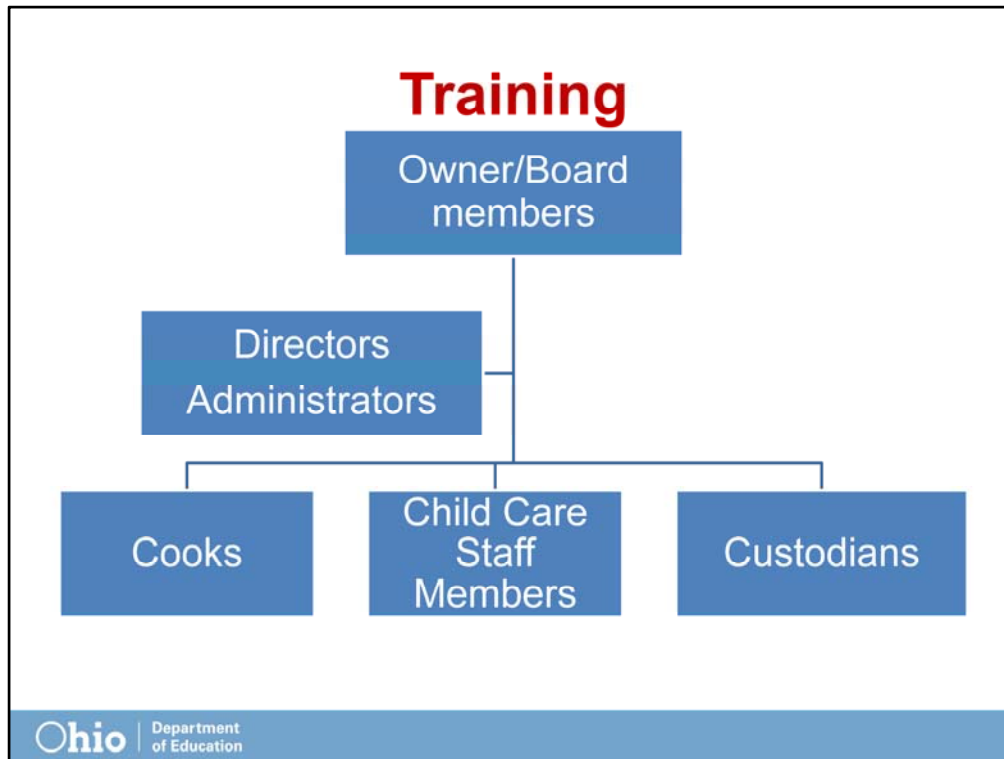 Training
Owner/Board
members
Directors
Administrators
Cooks
Child Care
Staff
Members
Custodians
Ohio
Department
of Education